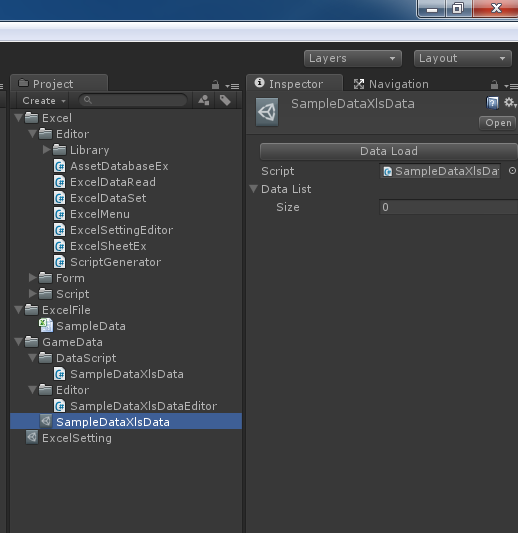 Layers Layout
Project
Create
Excel
Editor
Library
AssetDatabaseEx
ExcelDataRead
ExcelDataSet
ExcelMenu
ExcelSettingEditor
ExcelSheetEx
ScriptGenerator
Form
Script
ExcelFile
SampleData
GameData
DataScript
SampleDataXlsData
Editor
SampleDataXlsDataEditor
SampleDataXlsData
ExcelSetting
Inspector Navigation
SampleDataXlsData
Open
Data Load
Script SampleDataXlsDat
Data List
Size 0